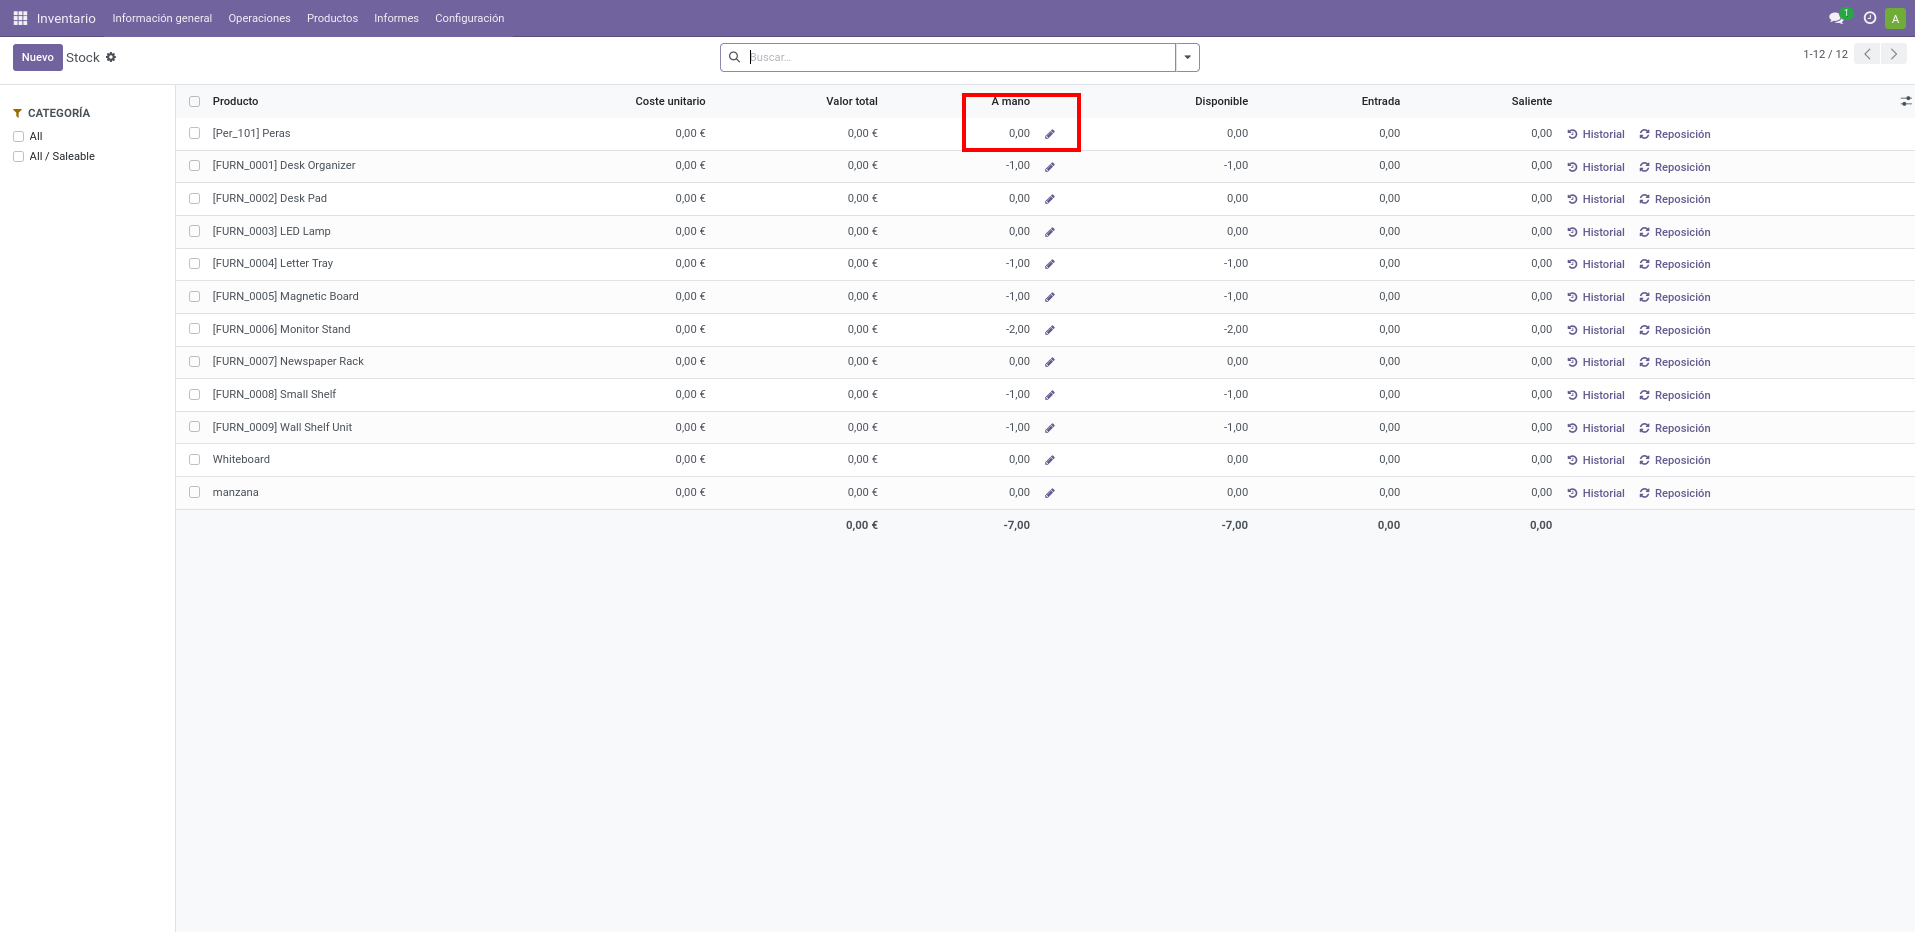 Inventario Información general Operaciones Productos Informes Configuración 1 A
Nuevo Stock Buscar... 1-12 / 12
CATEGORÍA
All
All / Saleable
Producto Coste unitario Valor total A mano Disponible Entrada Saliente
[Per_101] Peras 0,00 € 0,00 € 0,00 0,00 0,00 0,00 Historial Reposición
[FURN_0001] Desk Organizer 0,00 € 0,00 € -1,00 -1,00 0,00 0,00 Historial Reposición
[FURN_0002] Desk Pad 0,00 € 0,00 € 0,00 0,00 0,00 0,00 Historial Reposición
[FURN_0003] LED Lamp 0,00 € 0,00 € 0,00 0,00 0,00 0,00 Historial Reposición
[FURN_0004] Letter Tray 0,00 € 0,00 € -1,00 -1,00 0,00 0,00 Historial Reposición
[FURN_0005] Magnetic Board 0,00 € 0,00 € -1,00 -1,00 0,00 0,00 Historial Reposición
[FURN_0006] Monitor Stand 0,00 € 0,00 € -2,00 -2,00 0,00 0,00 Historial Reposición
[FURN_0007] Newspaper Rack 0,00 € 0,00 € 0,00 0,00 0,00 0,00 Historial Reposición
[FURN_0008] Small Shelf 0,00 € 0,00 € -1,00 -1,00 0,00 0,00 Historial Reposición
[FURN_0009] Wall Shelf Unit 0,00 € 0,00 € -1,00 -1,00 0,00 0,00 Historial Reposición
Whiteboard 0,00 € 0,00 € 0,00 0,00 0,00 0,00 Historial Reposición
manzana 0,00 € 0,00 € 0,00 0,00 0,00 0,00 Historial Reposición
0,00 € -7,00 -7,00 0,00 0,00